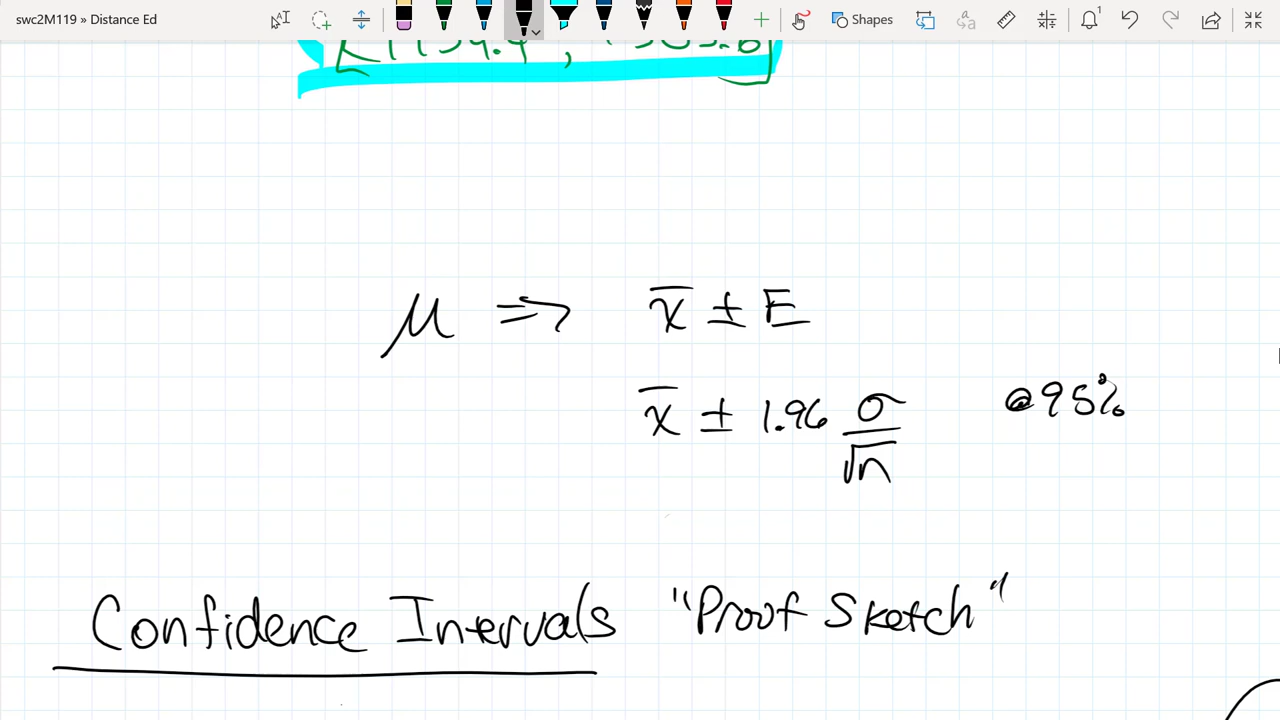 swc2M119 » Distance Ed
Shapes
μ ⇒ x̄ ± E
x̄ ± 1.96 σ/√n @95%
Confidence Intervals "Proof Sketch"